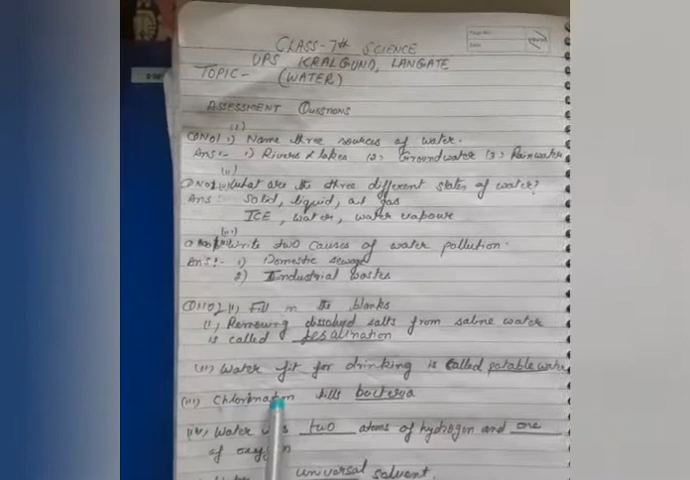 CLASS-7th SCIENCE
UPS KRALGUND, LANGATE
TOPIC- (WATER)
ASSESSMENT QUESTIONS
(i)
QNO1 i) Name three sources of water.
Ans:- 1) Rivers & lakes (2) Groundwater (3) Rainwater
(ii)
what are the three different states of water?
Ans: Solid, liquid, and gas
ICE, water, water vapour
(iii)
Write two causes of water pollution.
Ans:- 1) Domestic sewage
2) Industrial wastes
QNO2 Fill in the blanks
(i) Removing dissolved salts from saline water
is called desalination
(ii) Water fit for drinking is called potable water
(iii) Chlorination kills bacteria
(iv) Water two atoms of hydrogen and one
of oxygen
universal solvent.